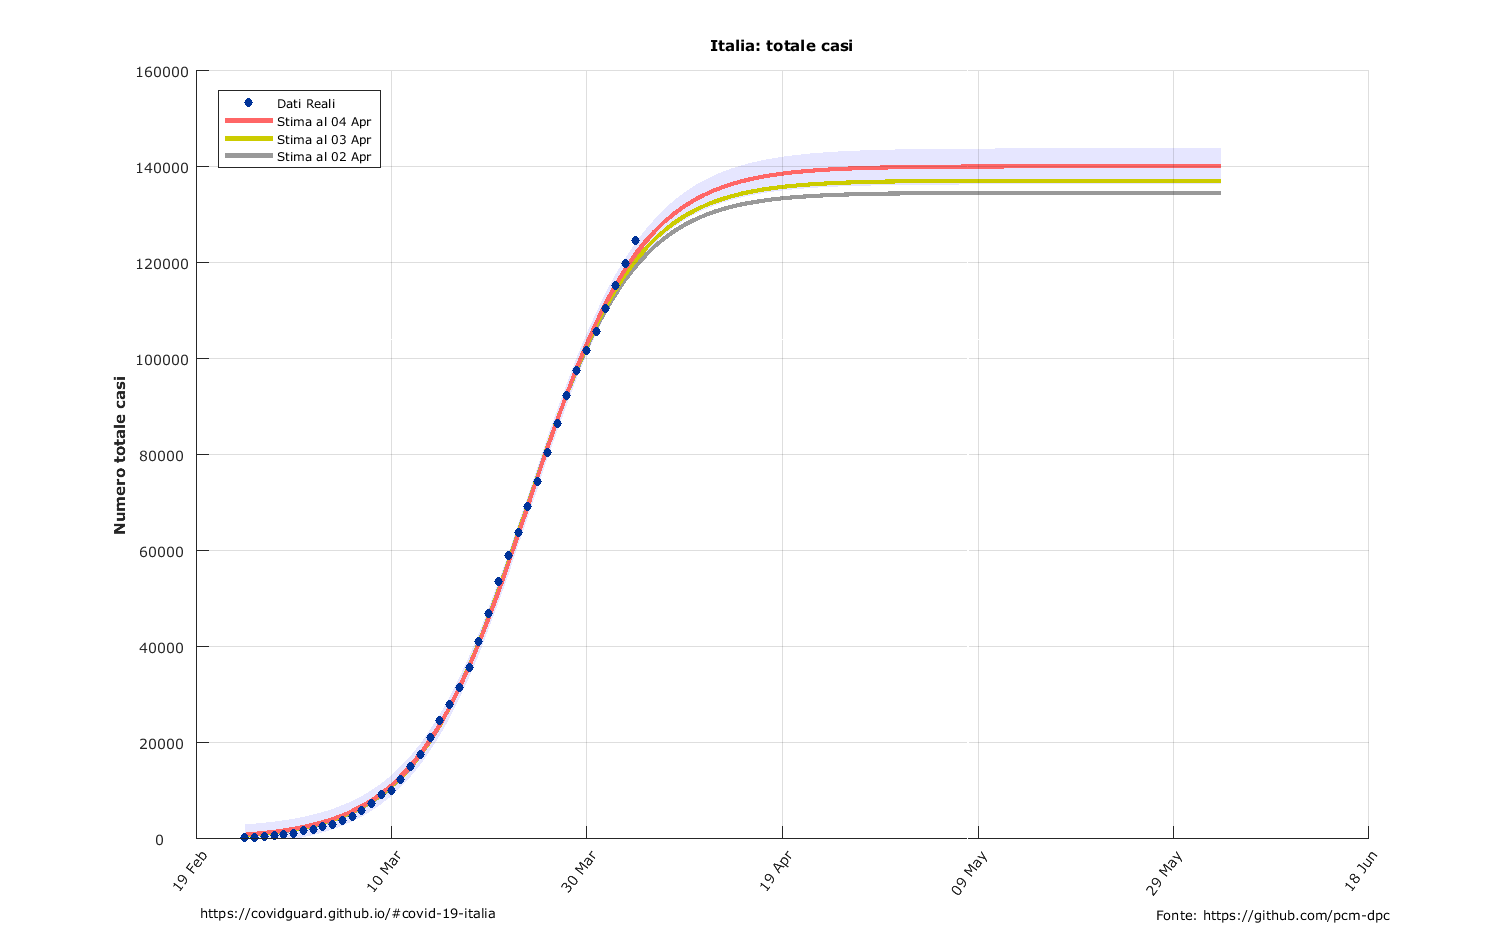 Italia: totale casi
160000
140000
120000
100000
80000
60000
40000
20000
0
Numero totale casi
Dati Reali
Stima al 04 Apr
Stima al 03 Apr
Stima al 02 Apr
19 Feb
10 Mar
30 Mar
19 Apr
09 May
29 May
18 Jun
https://covidguard.github.io/#covid-19-italia
Fonte: https://github.com/pcm-dpc